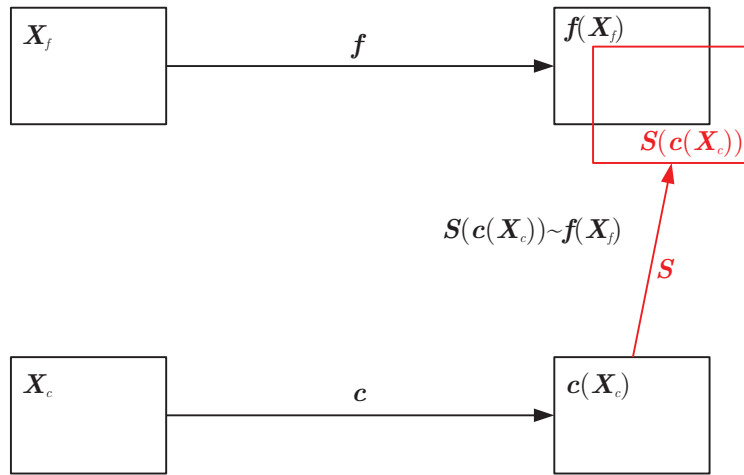 X_f
f
f(X_f)
S(c(X_c))
S(c(X_c))~f(X_f)
S
X_c
c
c(X_c)